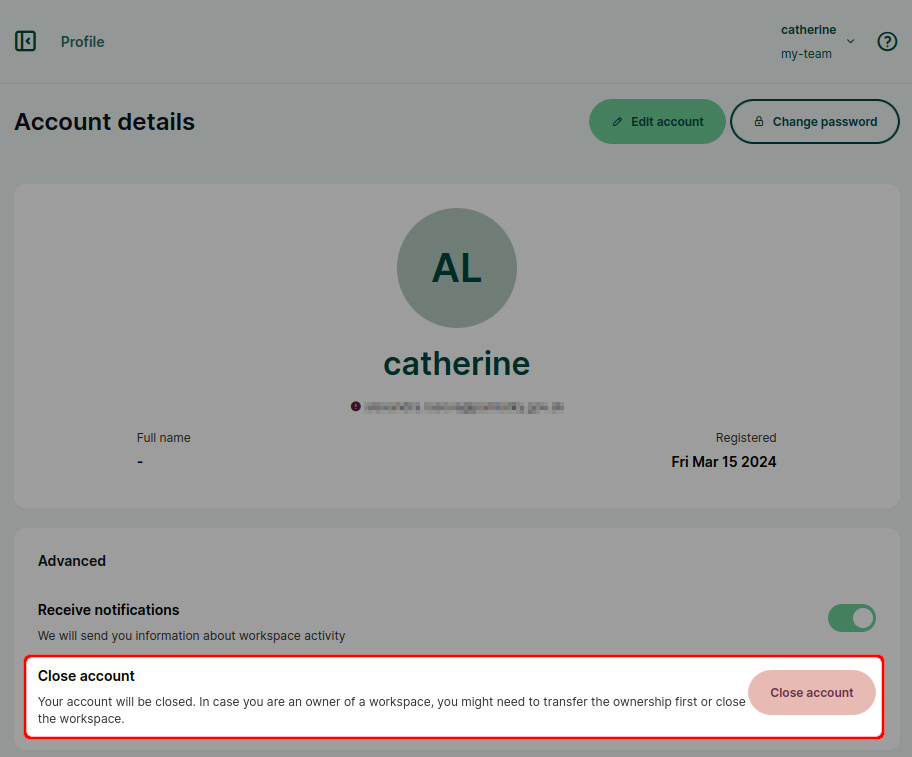 catherine
Profile
my-team
Account details
Edit account
Change password
AL
catherine
Full name
Registered
-
Fri Mar 15 2024
Advanced
Receive notifications
We will send you information about workspace activity
Close account
Your account will be closed. In case you are an owner of a workspace, you might need to transfer the ownership first or close
the workspace.
Close account